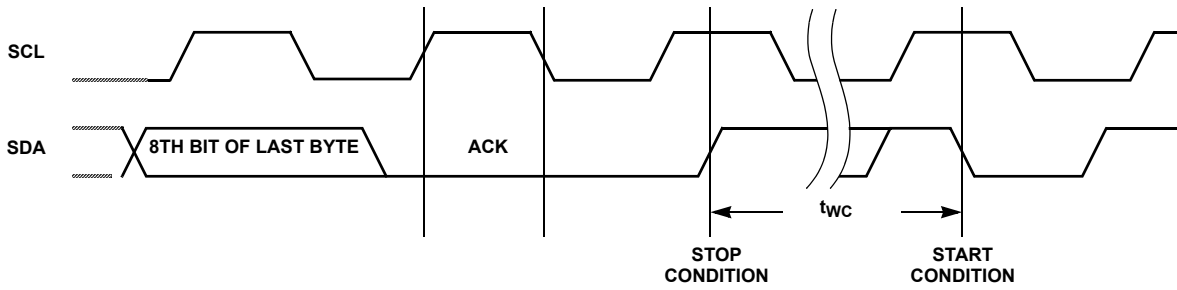 SCL
SDA
8TH BIT OF LAST BYTE
ACK
tWC
STOP
CONDITION
START
CONDITION